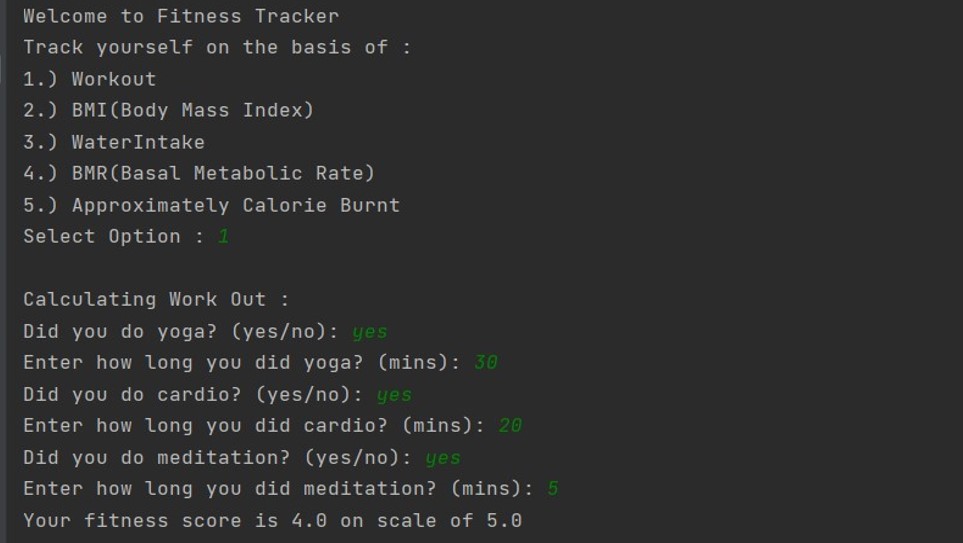 Welcome to Fitness Tracker
Track yourself on the basis of :
1.) Workout
2.) BMI(Body Mass Index)
3.) WaterIntake
4.) BMR(Basal Metabolic Rate)
5.) Approximately Calorie Burnt
Select Option : 1
Calculating Work Out :
Did you do yoga? (yes/no): yes
Enter how long you did yoga? (mins): 30
Did you do cardio? (yes/no): yes
Enter how long you did cardio? (mins): 20
Did you do meditation? (yes/no): yes
Enter how long you did meditation? (mins): 5
Your fitness score is 4.0 on scale of 5.0